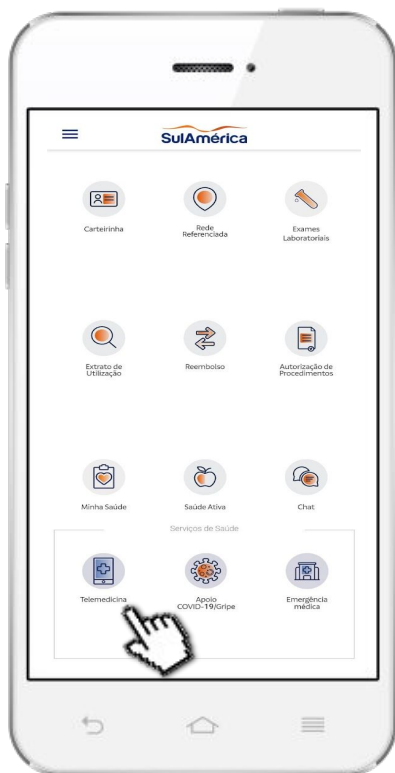 SulAmérica
Carteirinha
Rede
Referenciada
Exames
Laboratoriais
Extrato de
Utilização
Reembolso
Autorização de
Procedimentos
Minha Saúde
Saúde Ativa
Chat
Serviços de Saúde
Telemedicina
Apoio
COVID-19/Gripe
Emergência
médica